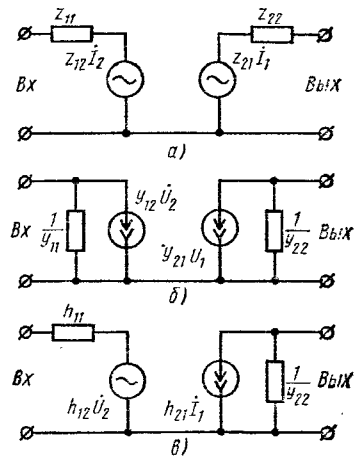 z₁₁ z₂₂
Вх z₁₂İ₂ z₂₁İ₁ Вых
а)
Вх 1/y₁₁ y₁₂U̇₂ y₂₁U₁ 1/y₂₂ Вых
б)
h₁₁
Вх h₁₂U̇₂ h₂₁İ₁ 1/y₂₂ Вых
в)